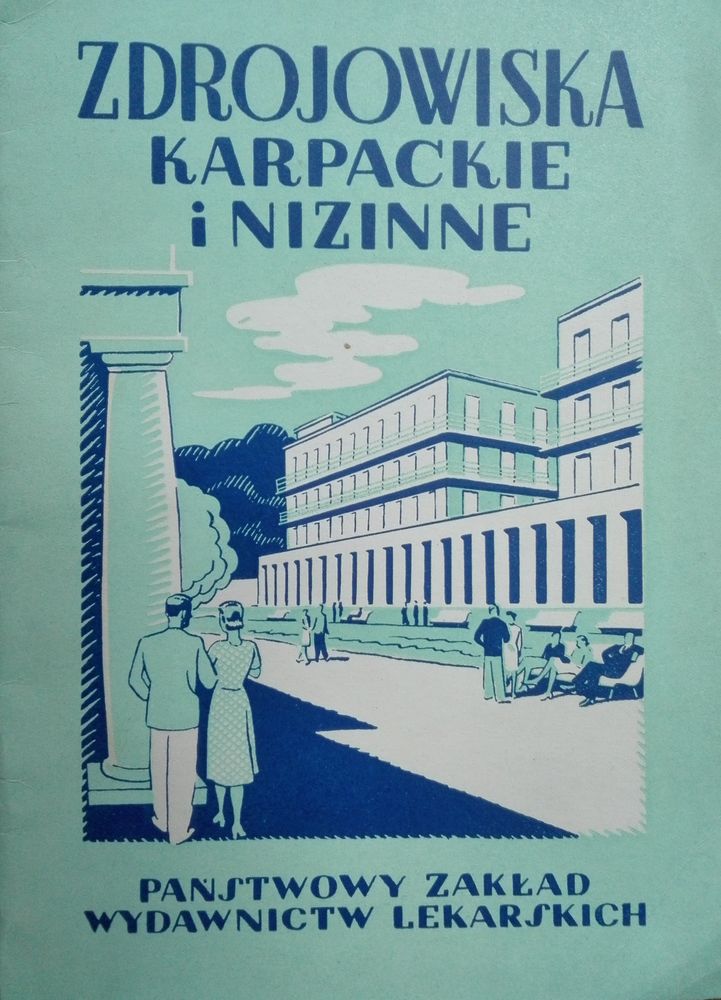 ZDROJOWISKA
KARPACKIE
i NIZINNE
PAŃSTWOWY ZAKŁAD
WYDAWNICTW LEKARSKICH